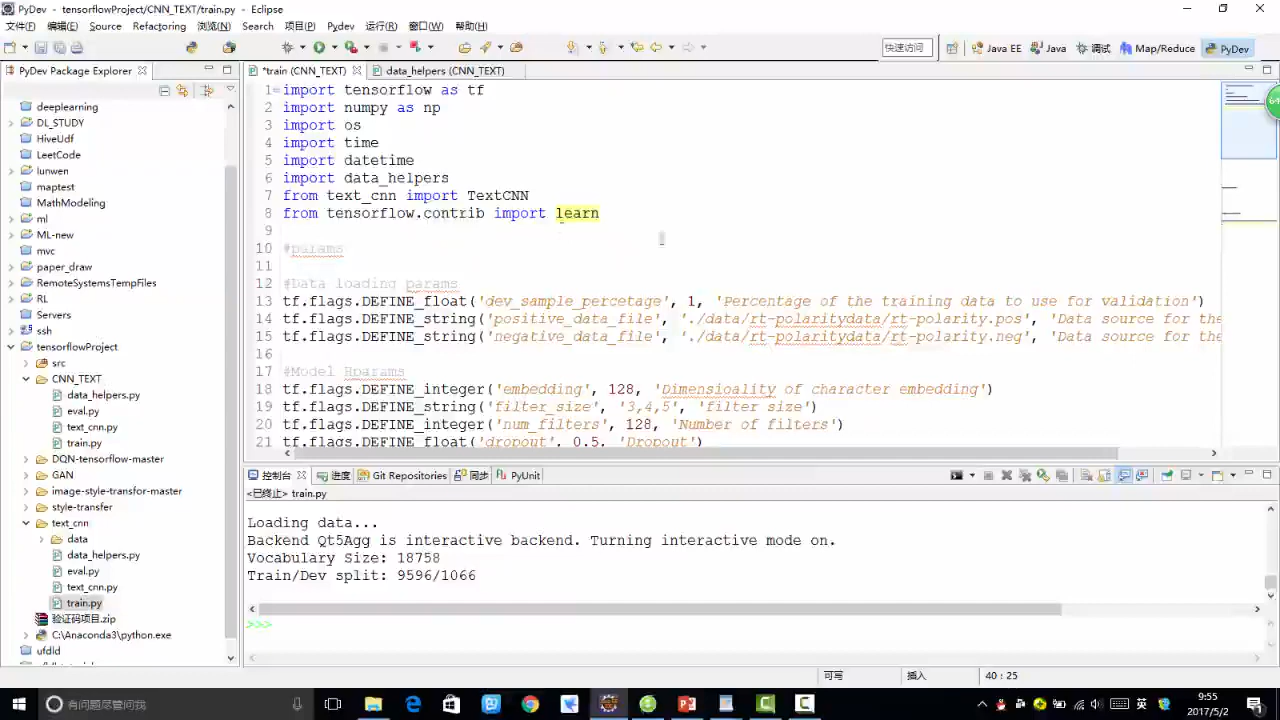 PyDev - tensorflowProject/CNN_TEXT/train.py - Eclipse
文件(F) 编辑(E) Source Refactoring 浏览(N) Search 项目(P) Pydev 运行(R) 窗口(W) 帮助(H)
快速访问 Java EE Java 调试 Map/Reduce PyDev
PyDev Package Explorer
deeplearning
DL_STUDY
HiveUdf
LeetCode
lunwen
maptest
MathModeling
ml
ML-new
mvc
paper_draw
RemoteSystemsTempFiles
RL
Servers
ssh
tensorflowProject
src
CNN_TEXT
data_helpers.py
eval.py
text_cnn.py
train.py
DQN-tensorflow-master
GAN
image-style-transfor-master
style-transfer
text_cnn
data
data_helpers.py
eval.py
text_cnn.py
train.py
验证码项目.zip
C:\Anaconda3\python.exe
ufdld
*train (CNN_TEXT) data_helpers (CNN_TEXT)
1 import tensorflow as tf
2 import numpy as np
3 import os
4 import time
5 import datetime
6 import data_helpers
7 from text_cnn import TextCNN
8 from tensorflow.contrib import learn
9
10 #params
11
12 #Data loading params
13 tf.flags.DEFINE_float('dev_sample_percetage', 1, 'Percentage of the training data to use for validation')
14 tf.flags.DEFINE_string('positive_data_file', './data/rt-polaritydata/rt-polarity.pos', 'Data source for the
15 tf.flags.DEFINE_string('negative_data_file', './data/rt-polaritydata/rt-polarity.neg', 'Data source for the
16
17 #Model Hparams
18 tf.flags.DEFINE_integer('embedding', 128, 'Dimensioality of character embedding')
19 tf.flags.DEFINE_string('filter_size', '3,4,5', 'filter size')
20 tf.flags.DEFINE_integer('num_filters', 128, 'Number of filters')
21 tf.flags.DEFINE_float('dropout', 0.5, 'Dropout')
控制台 进度 Git Repositories 同步 PyUnit
<已终止> train.py
Loading data...
Backend Qt5Agg is interactive backend. Turning interactive mode on.
Vocabulary Size: 18758
Train/Dev split: 9596/1066
>>>
可写 插入 40 : 25
有问题尽管问我
英
9:55
2017/5/2